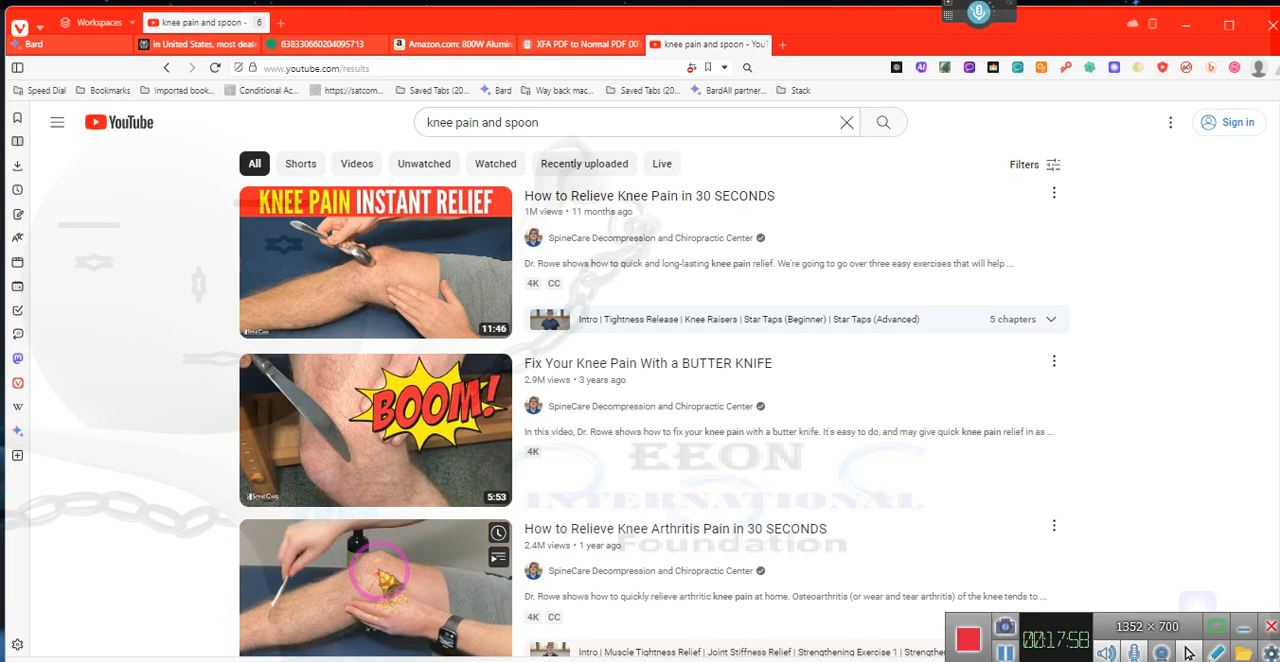 Workspaces
knee pain and spoon -
6
Bard
in United States, most deale
638330660204095713
Amazon.com: 800W Alumin
XFA PDF to Normal PDF (XF
knee pain and spoon - YouT
www.youtube.com/results
Speed Dial
Bookmarks
Imported book...
Conditional Ac...
https://satcom...
Saved Tabs (20...
Bard
Way back mac...
Saved Tabs (20...
BardAll partner...
Stack
YouTube
knee pain and spoon
Sign in
All
Shorts
Videos
Unwatched
Watched
Recently uploaded
Live
Filters
KNEE PAIN INSTANT RELIEF
11:46
How to Relieve Knee Pain in 30 SECONDS
1M views • 11 months ago
SpineCare Decompression and Chiropractic Center
Dr. Rowe shows how to quick and long-lasting knee pain relief. We're going to go over three easy exercises that will help ...
4K CC
Intro | Tightness Release | Knee Raisers | Star Taps (Beginner) | Star Taps (Advanced)
5 chapters
BOOM!
SPINECARE
5:53
Fix Your Knee Pain With a BUTTER KNIFE
2.9M views • 3 years ago
SpineCare Decompression and Chiropractic Center
In this video, Dr. Rowe shows how to fix your knee pain with a butter knife. It's easy to do, and may give quick knee pain relief in as ...
4K
EEON
INTERNATIONAL
Foundation
How to Relieve Knee Arthritis Pain in 30 SECONDS
2.4M views • 1 year ago
SpineCare Decompression and Chiropractic Center
Dr. Rowe shows how to quickly relieve arthritic knee pain at home. Osteoarthritis (or wear and tear arthritis) of the knee tends to ...
4K CC
Intro | Muscle Tightness Relief | Joint Stiffness Relief | Strengthening Exercise 1 | Strengthe
00:17:58
1352 × 700